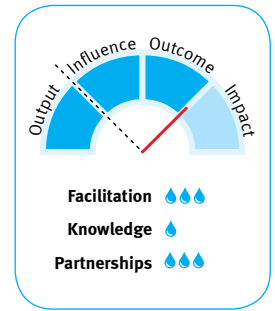 Output
Influence
Outcome
Impact
Facilitation
Knowledge
Partnerships